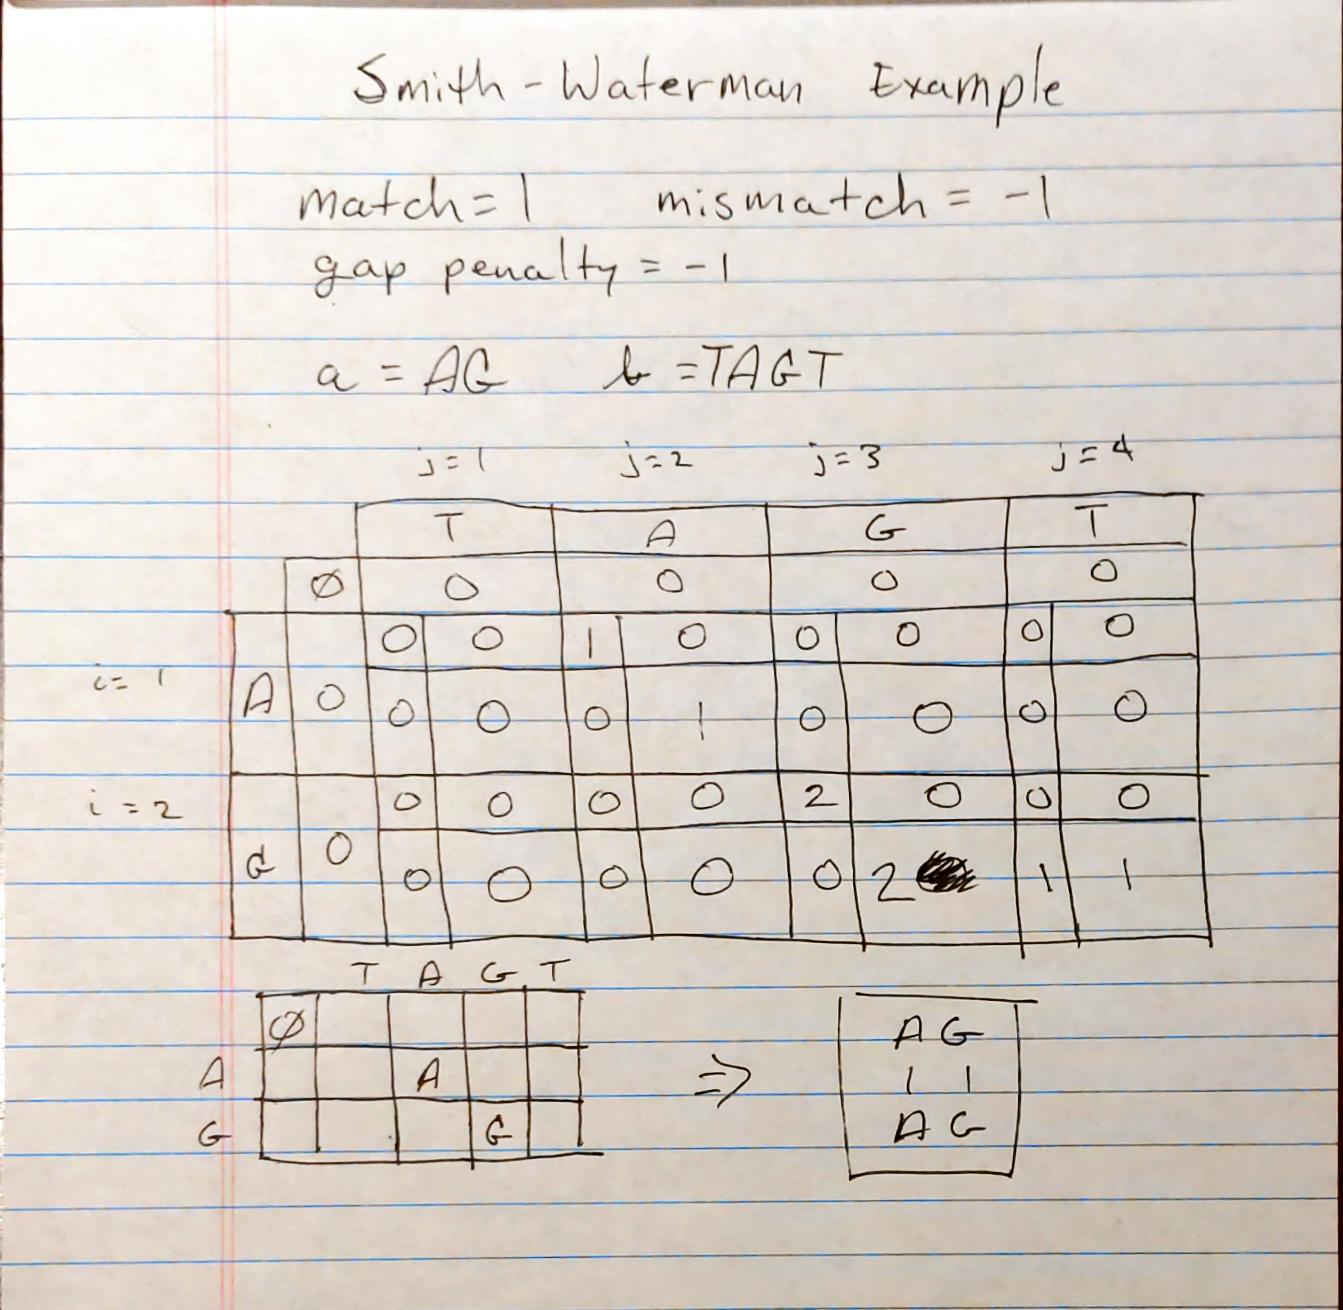 Smith-Waterman Example
match=1 mismatch = -1
gap penalty = -1
a = AG b =TAGT
j=1 j=2 j=3 j=4
T A G T
∅ 0 0 0 0
0 0 1 0 0 0 0 0
i= 1 A 0 0 0 0 1 0 0 0 0
i=2 0 0 0 0 2 0 0 0
G 0 0 0 0 0 0 2 1 1
T A G T
∅
A A
G G
⇒
A G
| |
A G